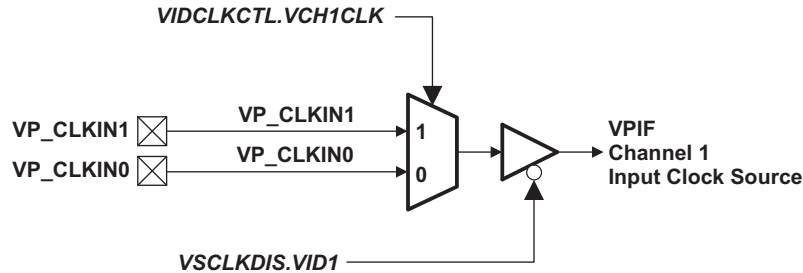 VIDCLKCTL.VCH1CLK
VP_CLKIN1 VP_CLKIN1 1
VP_CLKIN0 VP_CLKIN0 0
VPIF
Channel 1
Input Clock Source
VSCLKDIS.VID1